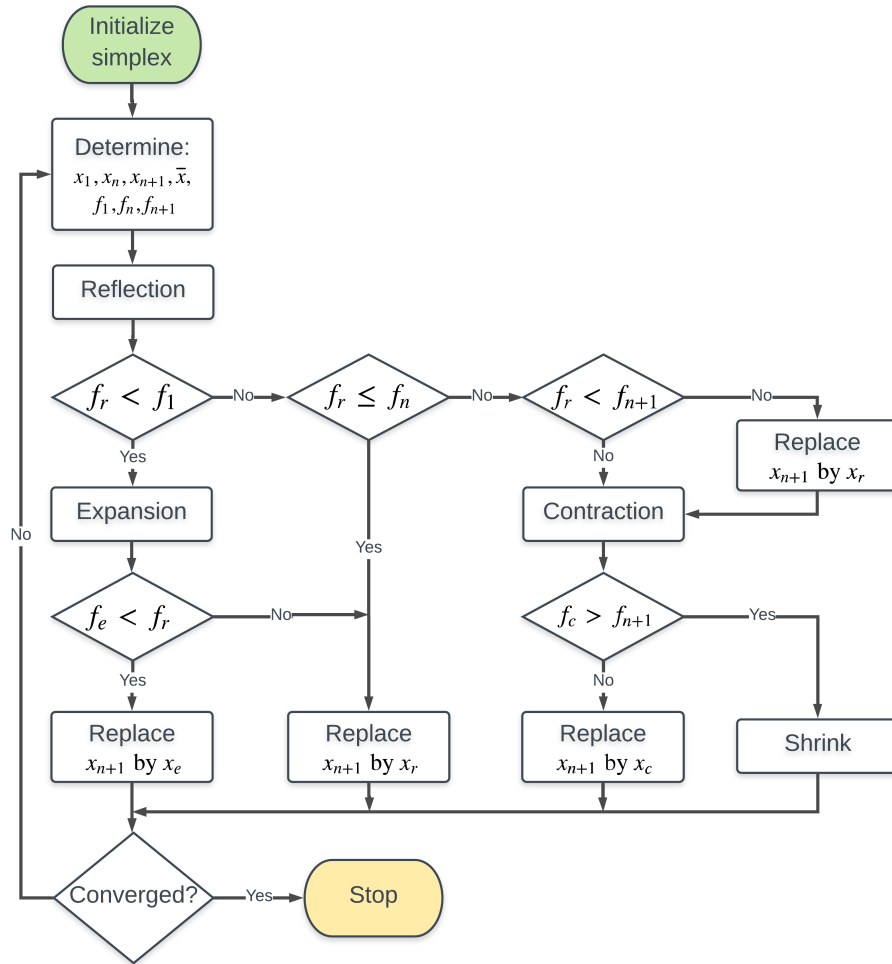 Initialize
simplex
Determine:
x₁, xₙ, xₙ₊₁, x̄,
f₁, fₙ, fₙ₊₁
Reflection
fᵣ < f₁
No
fᵣ ≤ fₙ
No
fᵣ < fₙ₊₁
No
Replace
xₙ₊₁ by xᵣ
Yes
No
Expansion
Contraction
No
Yes
fₑ < fᵣ
No
f_c > fₙ₊₁
Yes
Yes
No
Replace
xₙ₊₁ by xₑ
Replace
xₙ₊₁ by xᵣ
Replace
xₙ₊₁ by x_c
Shrink
Converged?
Yes
Stop